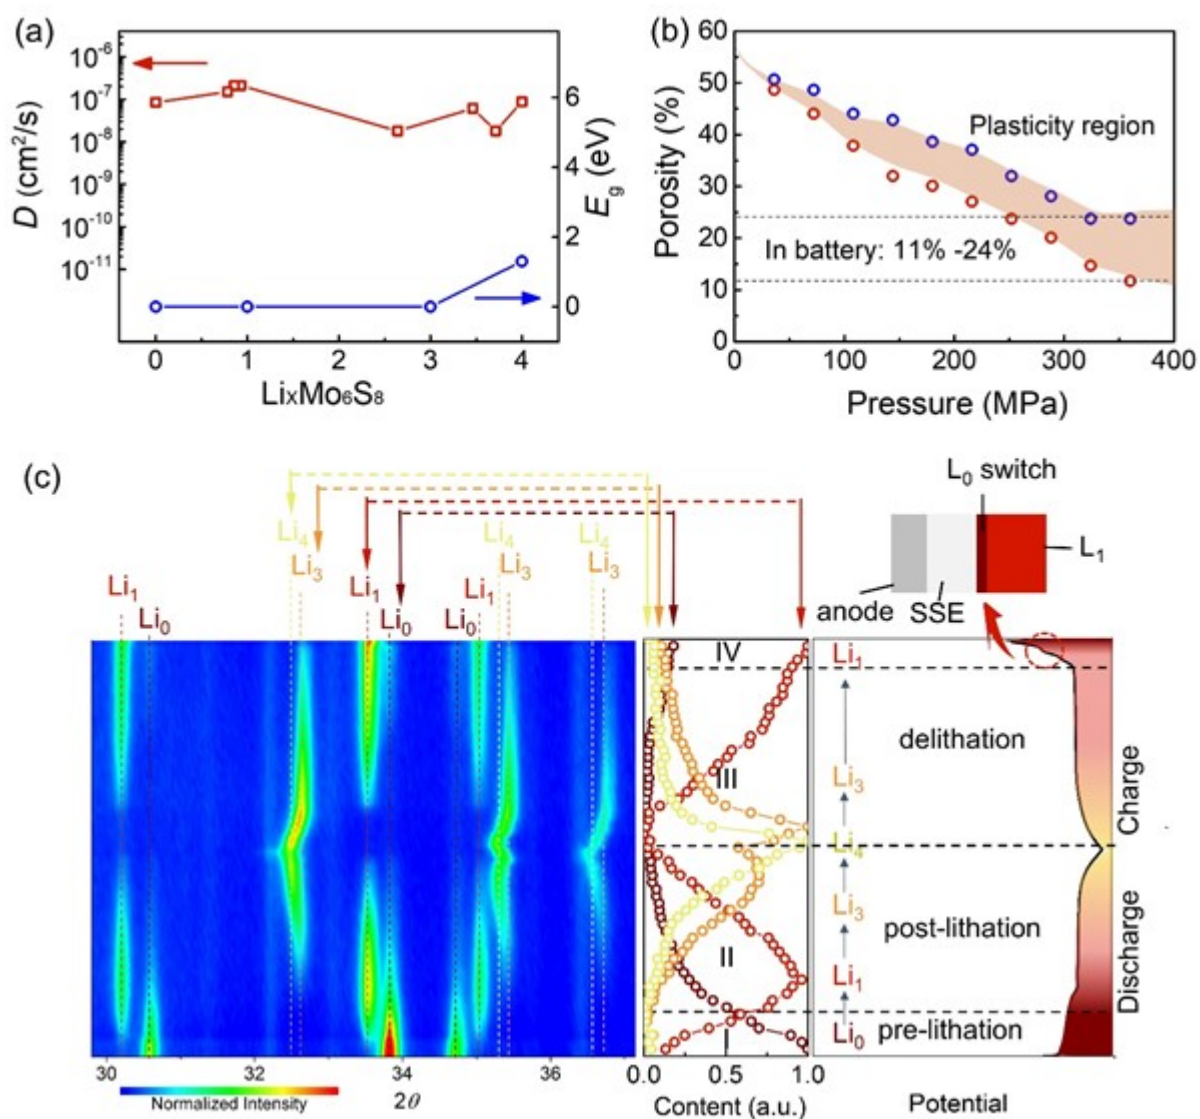 (a)
10⁻⁶
10⁻⁷
10⁻⁸
10⁻⁹
10⁻¹⁰
10⁻¹¹
D (cm²/s)
6
4
2
0
E_g (eV)
0 1 2 3 4
LiₓMo₆S₈
(b)
60
50
40
30
20
10
0
Porosity (%)
Plasticity region
In battery: 11% -24%
0 100 200 300 400
Pressure (MPa)
(c)
L₀ switch
L₁
anode SSE
Li₄ Li₄ Li₄
Li₃ Li₃ Li₃
Li₁ Li₁ Li₁
Li₀ Li₀ Li₀
IV
III
II
I
Li₁
Li₃
Li₄
Li₃
Li₁
Li₀
delithation
post-lithation
pre-lithation
Charge
Discharge
30 32 34 36
Normalized Intensity
2θ
0.0 0.5 1.0
Content (a.u.)
Potential